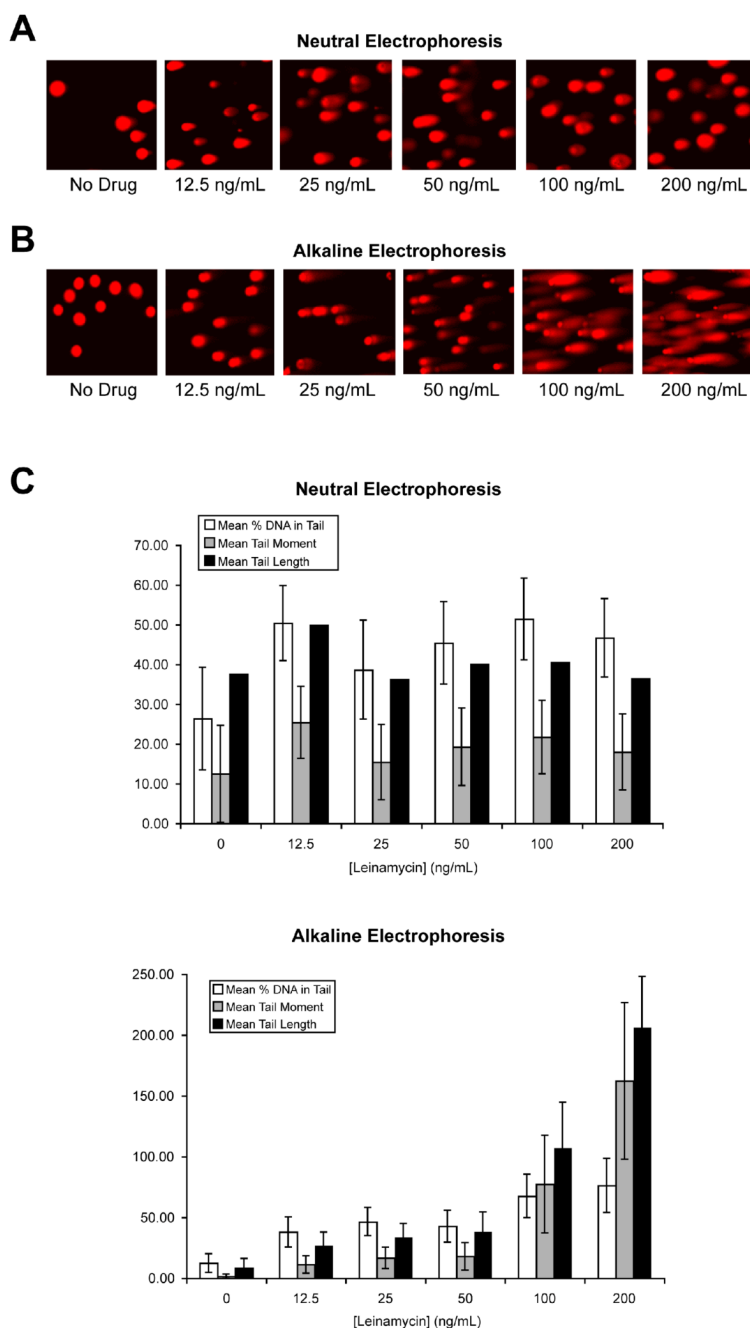 A
Neutral Electrophoresis
No Drug 12.5 ng/mL 25 ng/mL 50 ng/mL 100 ng/mL 200 ng/mL
B
Alkaline Electrophoresis
No Drug 12.5 ng/mL 25 ng/mL 50 ng/mL 100 ng/mL 200 ng/mL
C
Neutral Electrophoresis
Mean % DNA in Tail
Mean Tail Moment
Mean Tail Length
70.00
60.00
50.00
40.00
30.00
20.00
10.00
0.00
0 12.5 25 50 100 200
[Leinamycin] (ng/mL)
Alkaline Electrophoresis
Mean % DNA in Tail
Mean Tail Moment
Mean Tail Length
250.00
200.00
150.00
100.00
50.00
0.00
0 12.5 25 50 100 200
[Leinamycin] (ng/mL)